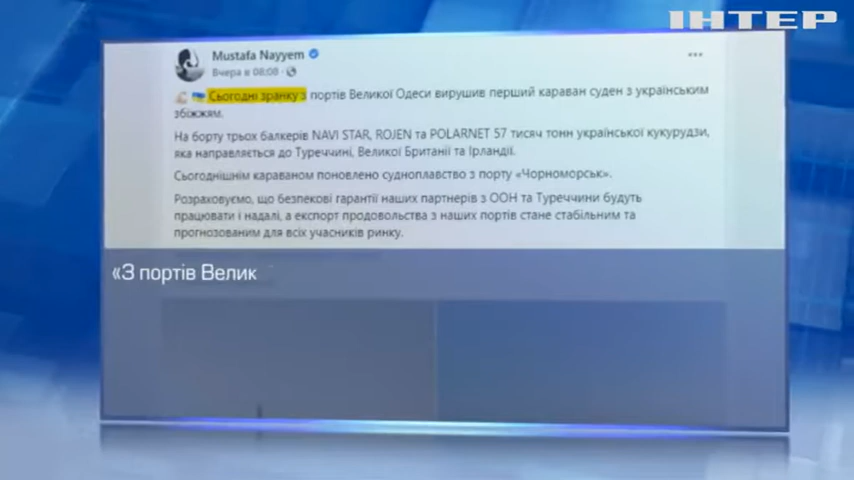 ІНТЕР
Mustafa Nayyem
Вчера в 08:08 ·
Сьогодні зранку з портів Великої Одеси вирушив перший караван суден з українським
збіжжям.
На борту трьох балкерів NAVI STAR, ROJEN та POLARNET 57 тисяч тонн української кукурудзи,
яка направляється до Туреччині, Великої Британії та Ірландії.
Сьогоднішнім караваном поновлено судноплавство з порту «Чорноморськ».
Розраховуємо, що безпекові гарантії наших партнерів з ООН та Туреччини будуть
працювати і надалі, а експорт продовольства з наших портів стане стабільним та
прогнозованим для всіх учасників ринку.
«З портів Велик